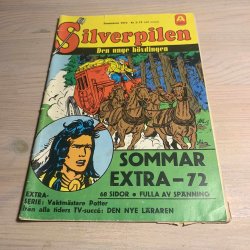 Silverpilen
Den unge hövdingen
SOMMAR
EXTRA-72
68 SIDOR • FULLA AV SPÄNNING
EXTRA-
SERIE: Vaktmästare Potter
från alla tiders TV-succé: DEN NYE LÄRAREN